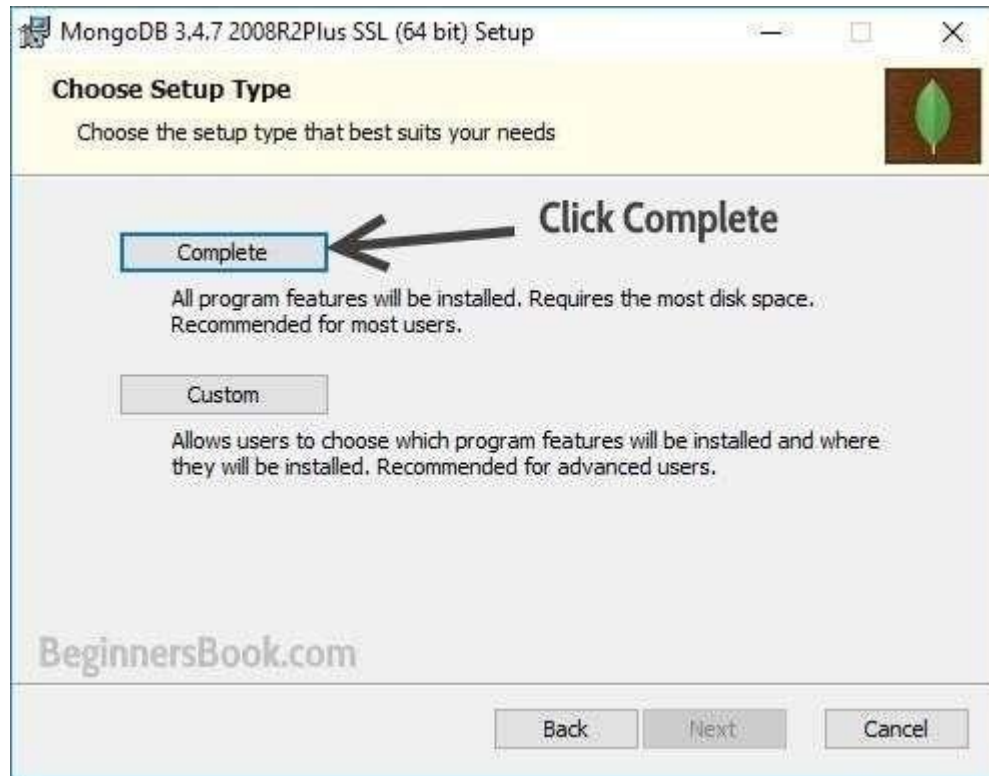 MongoDB 3.4.7 2008R2Plus SSL (64 bit) Setup
Choose Setup Type
Choose the setup type that best suits your needs
Click Complete
Complete
All program features will be installed. Requires the most disk space.
Recommended for most users.
Custom
Allows users to choose which program features will be installed and where
they will be installed. Recommended for advanced users.
BeginnersBook.com
Back Next Cancel